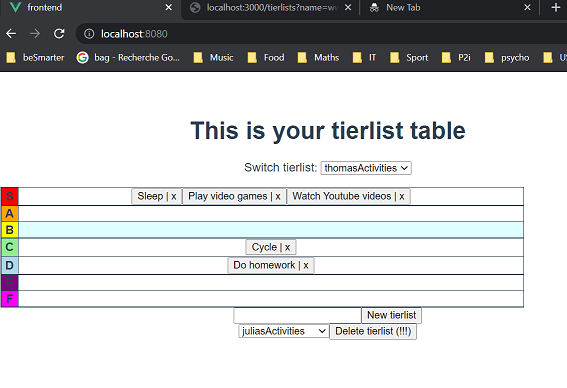 frontend
localhost:3000/tierlists?name=
New Tab
localhost:8080
beSmarter
bag - Recherche Go...
Music
Food
Maths
IT
Sport
P2i
psycho
This is your tierlist table
Switch tierlist: thomasActivities
S Sleep | x Play video games | x Watch Youtube videos | x
A
B
C Cycle | x
D Do homework | x
F
New tierlist
juliasActivities Delete tierlist (!!!)